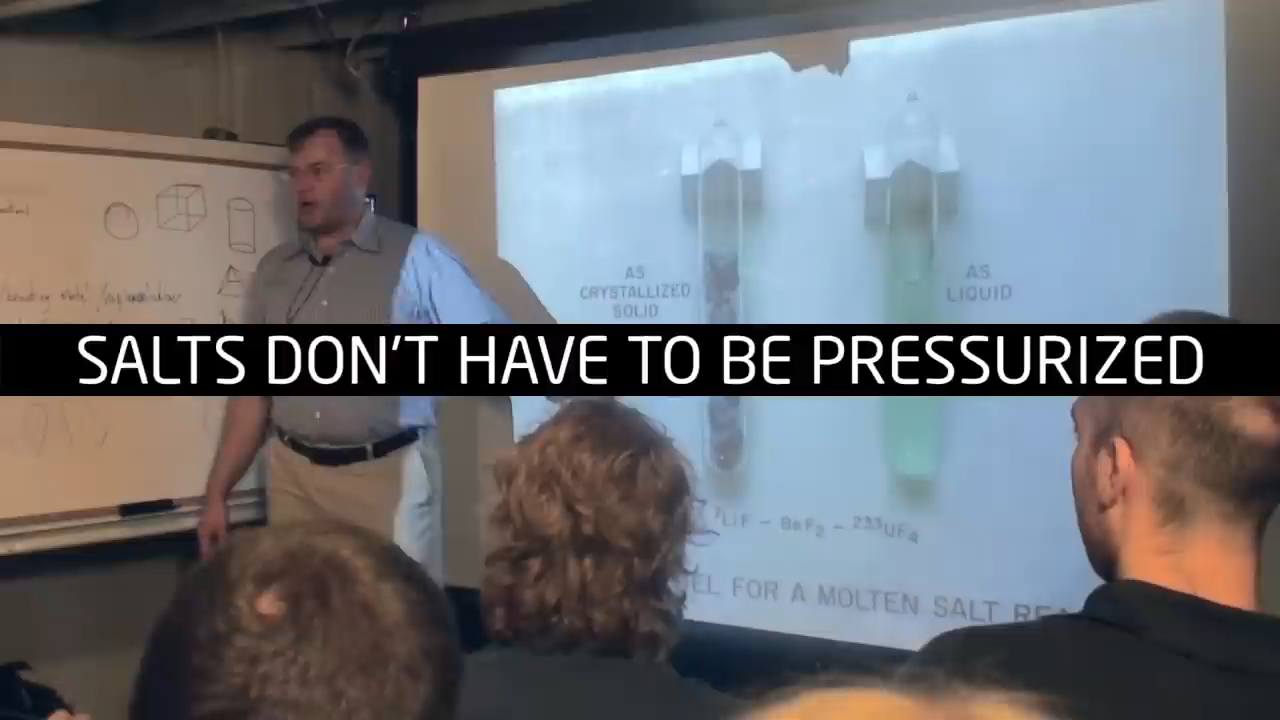 AS
CRYSTALLIZED
SOLID
AS
LIQUID
SALTS DON'T HAVE TO BE PRESSURIZED
⁷LiF – BeF₂ – ²³³UF₄
FOR A MOLTEN SALT